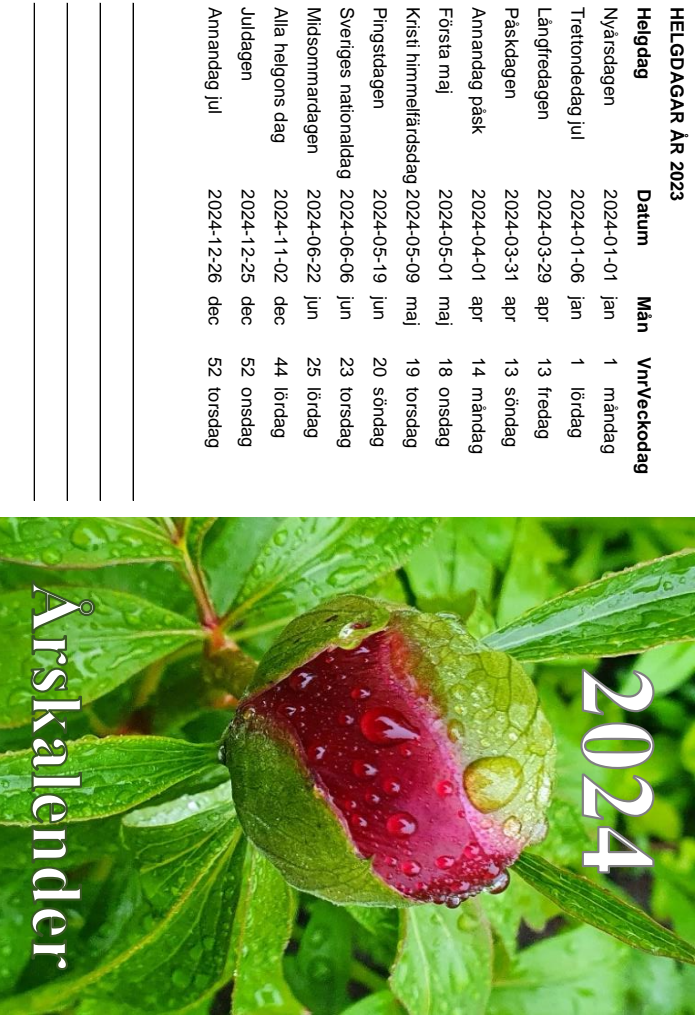 HELGDAGAR ÅR 2023
Helgdag Datum Mån VnrVeckodag
Nyårsdagen 2024-01-01 jan 1 måndag
Trettondedag jul 2024-01-06 jan 1 lördag
Långfredagen 2024-03-29 apr 13 fredag
Påskdagen 2024-03-31 apr 13 söndag
Annandag påsk 2024-04-01 apr 14 måndag
Första maj 2024-05-01 maj 18 onsdag
Kristi himmelfärdsdag 2024-05-09 maj 19 torsdag
Pingstdagen 2024-05-19 jun 20 söndag
Sveriges nationaldag 2024-06-06 jun 23 torsdag
Midsommardagen 2024-06-22 jun 25 lördag
Alla helgons dag 2024-11-02 dec 44 lördag
Juldagen 2024-12-25 dec 52 onsdag
Annandag jul 2024-12-26 dec 52 torsdag
2024
Årskalender